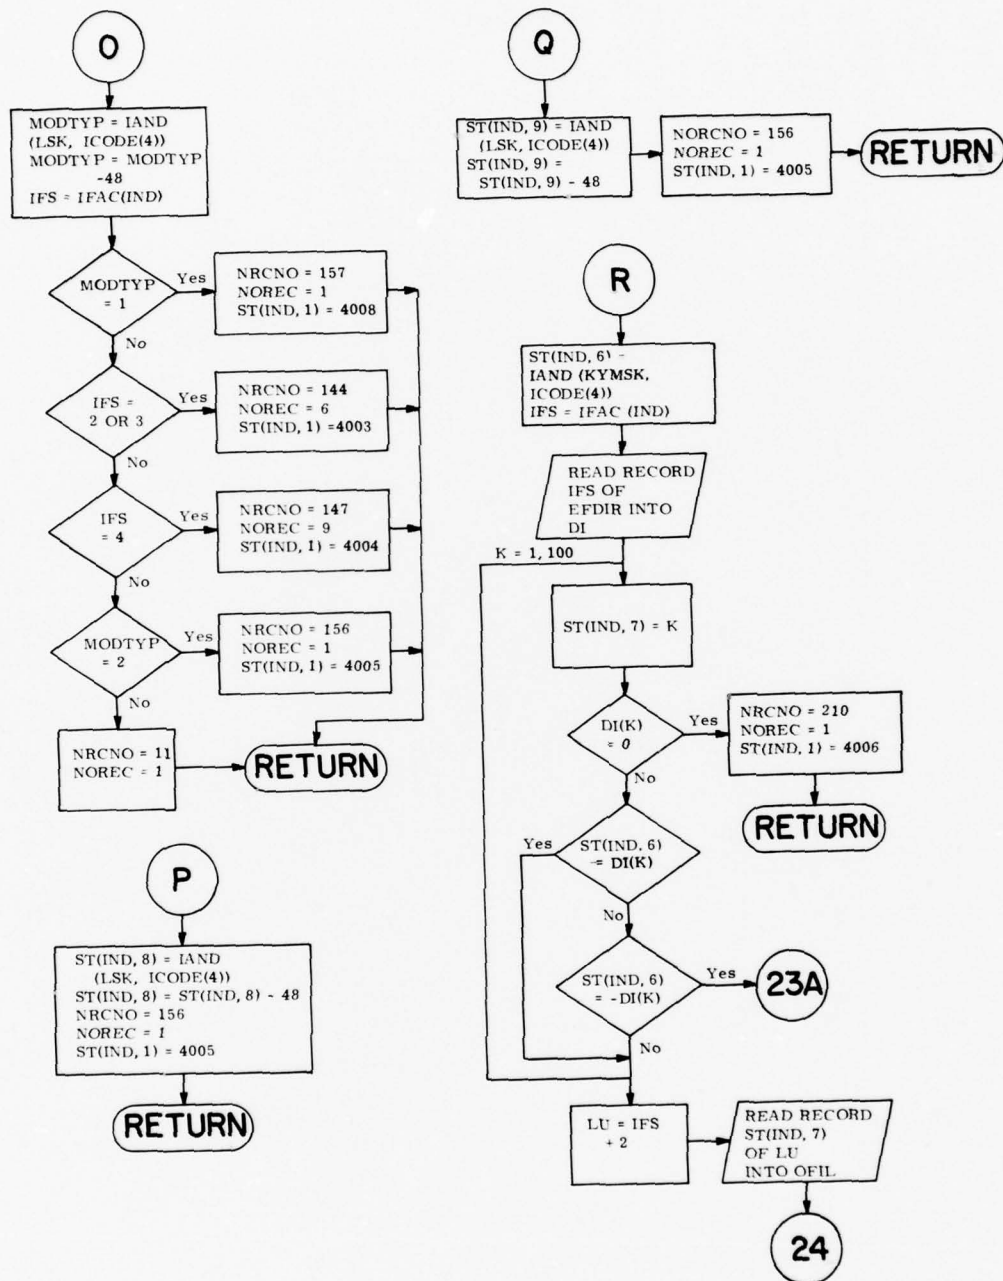 O
MODTYP = IAND
(LSK, ICODE(4))
MODTYP = MODTYP
-48
IFS = IFAC(IND)
MODTYP
= 1
Yes
NRCNO = 157
NOREC = 1
ST(IND, 1) = 4008
No
IFS =
2 OR 3
Yes
NRCNO = 144
NOREC = 6
ST(IND, 1) =4003
No
IFS
= 4
Yes
NRCNO = 147
NOREC = 9
ST(IND, 1) = 4004
No
MODTYP
= 2
Yes
NRCNO = 156
NOREC = 1
ST(IND, 1) = 4005
No
NRCNO = 11
NOREC = 1
RETURN
P
ST(IND, 8) = IAND
(LSK, ICODE(4))
ST(IND, 8) = ST(IND, 8) - 48
NRCNO = 156
NOREC = 1
ST(IND, 1) = 4005
RETURN
Q
ST(IND, 9) = IAND
(LSK, ICODE(4))
ST(IND, 9) =
ST(IND, 9) - 48
NORCNO = 156
NOREC = 1
ST(IND, 1) = 4005
RETURN
R
ST(IND, 6) -
IAND (KYMSK,
ICODE(4))
IFS = IFAC (IND)
READ RECORD
IFS OF
EFDIR INTO
DI
K = 1, 100
ST(IND, 7) = K
DI(K)
= 0
Yes
NRCNO = 210
NOREC = 1
ST(IND, 1) = 4006
RETURN
No
Yes
ST(IND, 6)
= DI(K)
No
ST(IND, 6)
= -DI(K)
Yes
23A
No
LU = IFS
+ 2
READ RECORD
ST(IND, 7)
OF LU
INTO OFIL
24